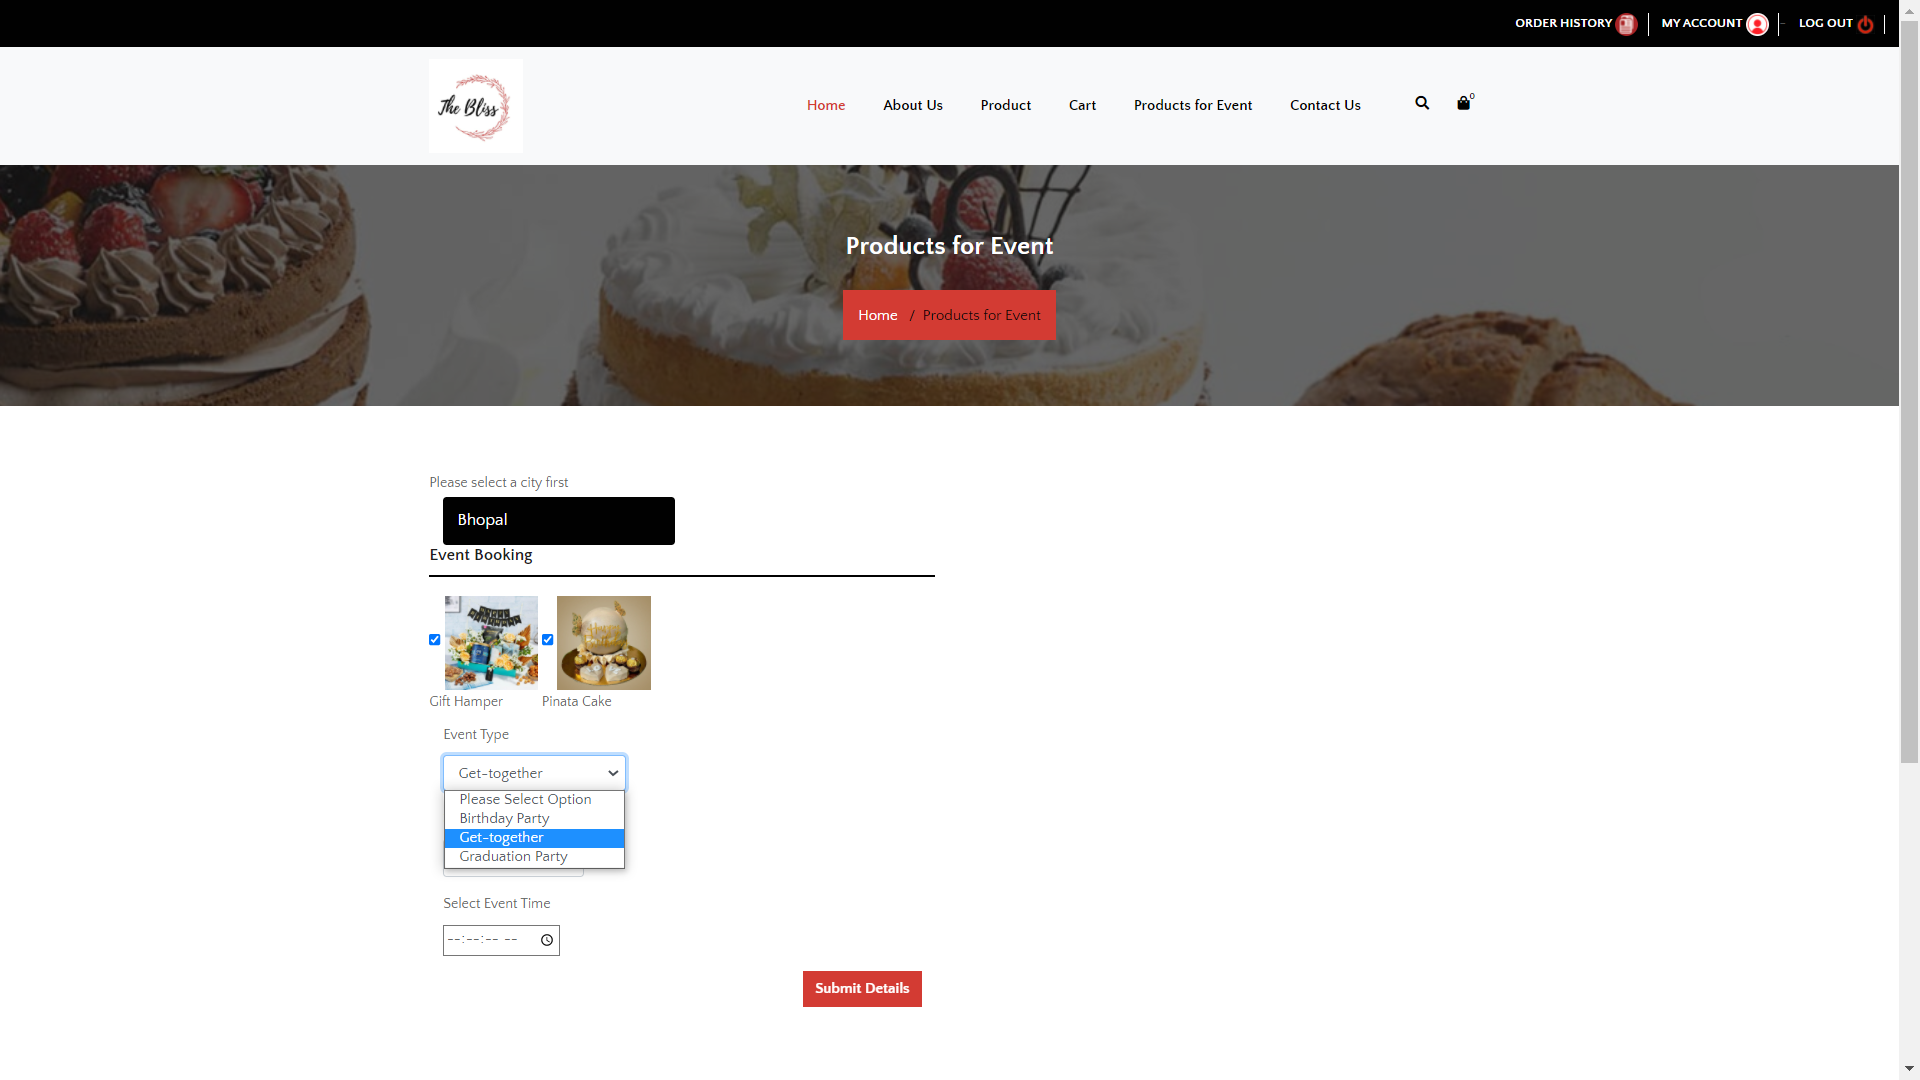 ORDER HISTORY
MY ACCOUNT
LOG OUT
The Bliss
Home
About Us
Product
Cart
Products for Event
Contact Us
0
Products for Event
Home / Products for Event
Please select a city first
Bhopal
Event Booking
Gift Hamper
Pinata Cake
Event Type
Get-together
Please Select Option
Birthday Party
Get-together
Graduation Party
Select Event Time
--:--:-- --
Submit Details